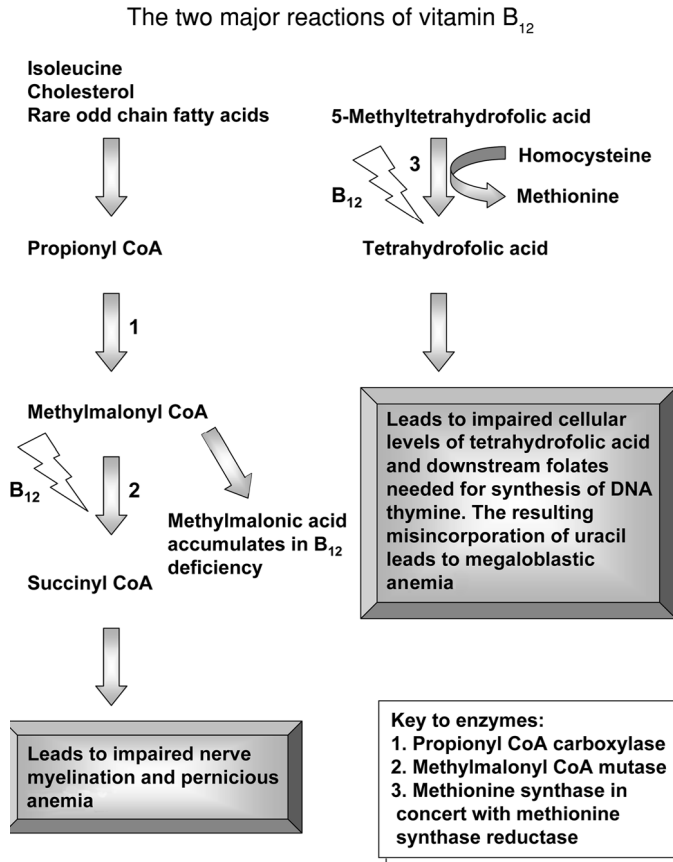 The two major reactions of vitamin B12
Isoleucine
Cholesterol
Rare odd chain fatty acids
Propionyl CoA
1
Methylmalonyl CoA
B12
2
Methylmalonic acid
accumulates in B12
deficiency
Succinyl CoA
Leads to impaired nerve
myelination and pernicious
anemia
5-Methyltetrahydrofolic acid
3
Homocysteine
B12
Methionine
Tetrahydrofolic acid
Leads to impaired cellular
levels of tetrahydrofolic acid
and downstream folates
needed for synthesis of DNA
thymine. The resulting
misincorporation of uracil
leads to megaloblastic
anemia
Key to enzymes:
1. Propionyl CoA carboxylase
2. Methylmalonyl CoA mutase
3. Methionine synthase in
concert with methionine
synthase reductase